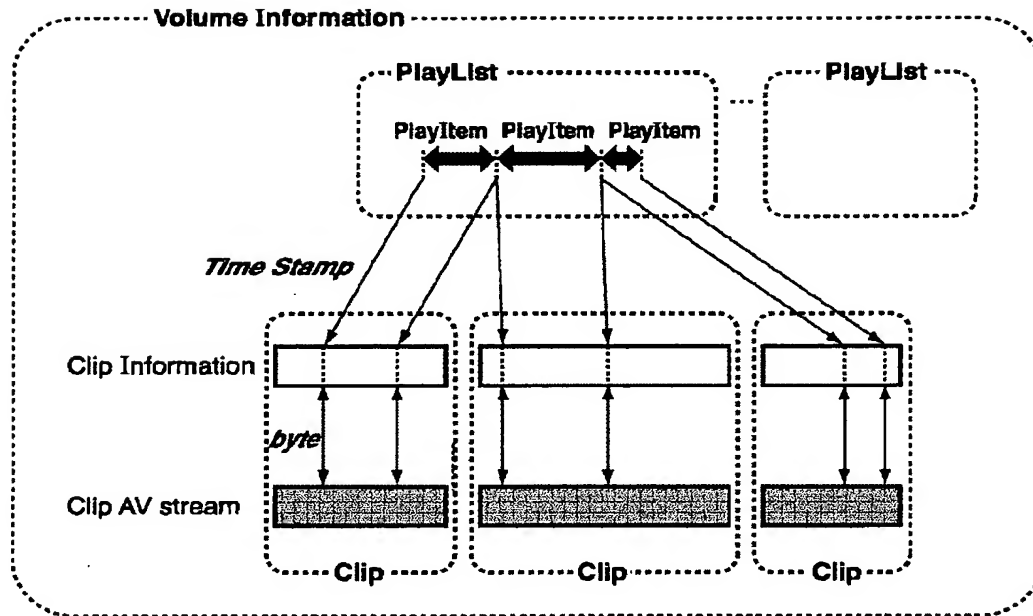 Volume Information
PlayList
PlayList
...
PlayItem PlayItem PlayItem
Time Stamp
Clip Information
byte
Clip AV stream
Clip
Clip
Clip